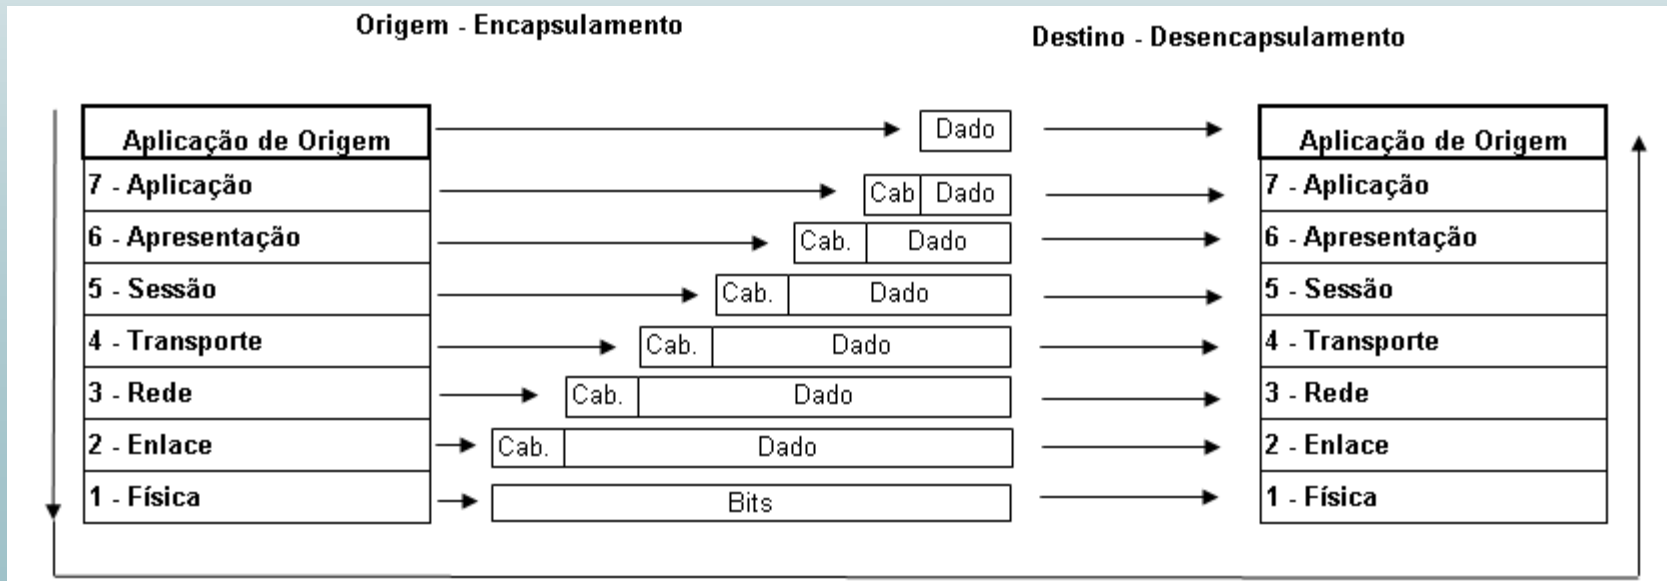 Origem - Encapsulamento
Destino - Desencapsulamento
Aplicação de Origem
Dado
Aplicação de Origem
7 - Aplicação
Cab Dado
7 - Aplicação
6 - Apresentação
Cab. Dado
6 - Apresentação
5 - Sessão
Cab. Dado
5 - Sessão
4 - Transporte
Cab. Dado
4 - Transporte
3 - Rede
Cab. Dado
3 - Rede
2 - Enlace
Cab. Dado
2 - Enlace
1 - Física
Bits
1 - Física